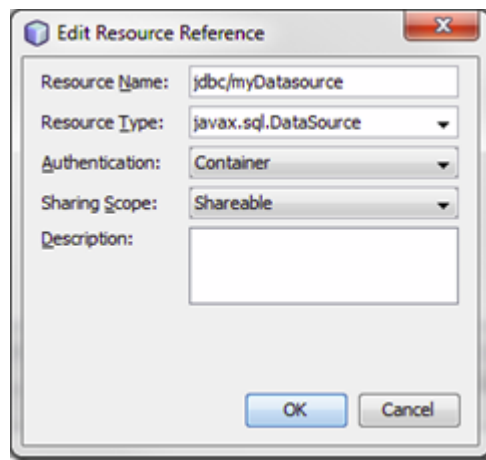 Edit Resource Reference
Resource Name: jdbc/myDatasource
Resource Type: javax.sql.DataSource
Authentication: Container
Sharing Scope: Shareable
Description:
OK Cancel